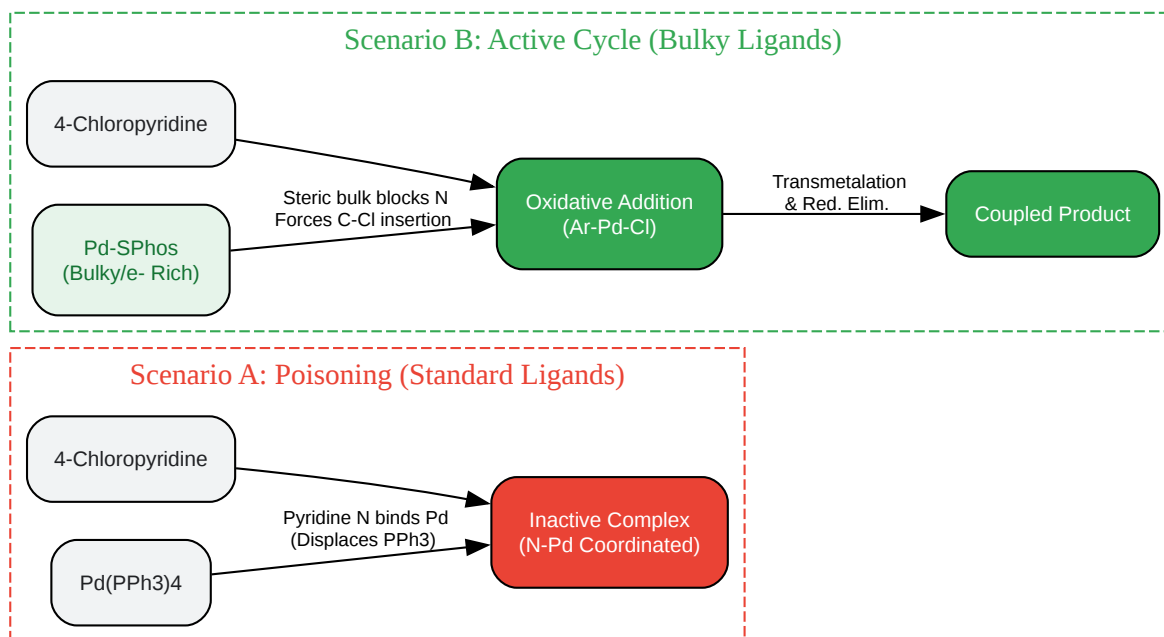 Scenario B: Active Cycle (Bulky Ligands)
4-Chloropyridine
Steric bulk blocks N
Forces C-Cl insertion
Pd-SPhos
(Bulky/e- Rich)
Oxidative Addition
(Ar-Pd-Cl)
Transmetalation
& Red. Elim.
Coupled Product
Scenario A: Poisoning (Standard Ligands)
4-Chloropyridine
Pyridine N binds Pd
(Displaces PPh3)
Pd(PPh3)4
Inactive Complex
(N-Pd Coordinated)